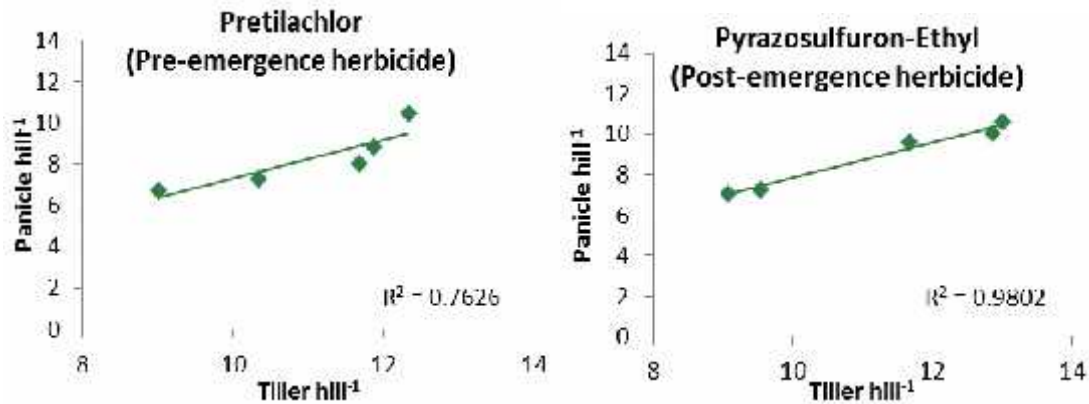 Pretilachlor
(Pre-emergence herbicide)
Panicle hill⁻¹
14
12
10
8
6
4
2
0
R² = 0.7626
8 10 12 14
Tiller hill⁻¹
Pyrazosulfuron-Ethyl
(Post-emergence herbicide)
Panicle hill⁻¹
14
12
10
8
6
4
2
0
R² = 0.9802
8 10 12 14
Tiller hill⁻¹